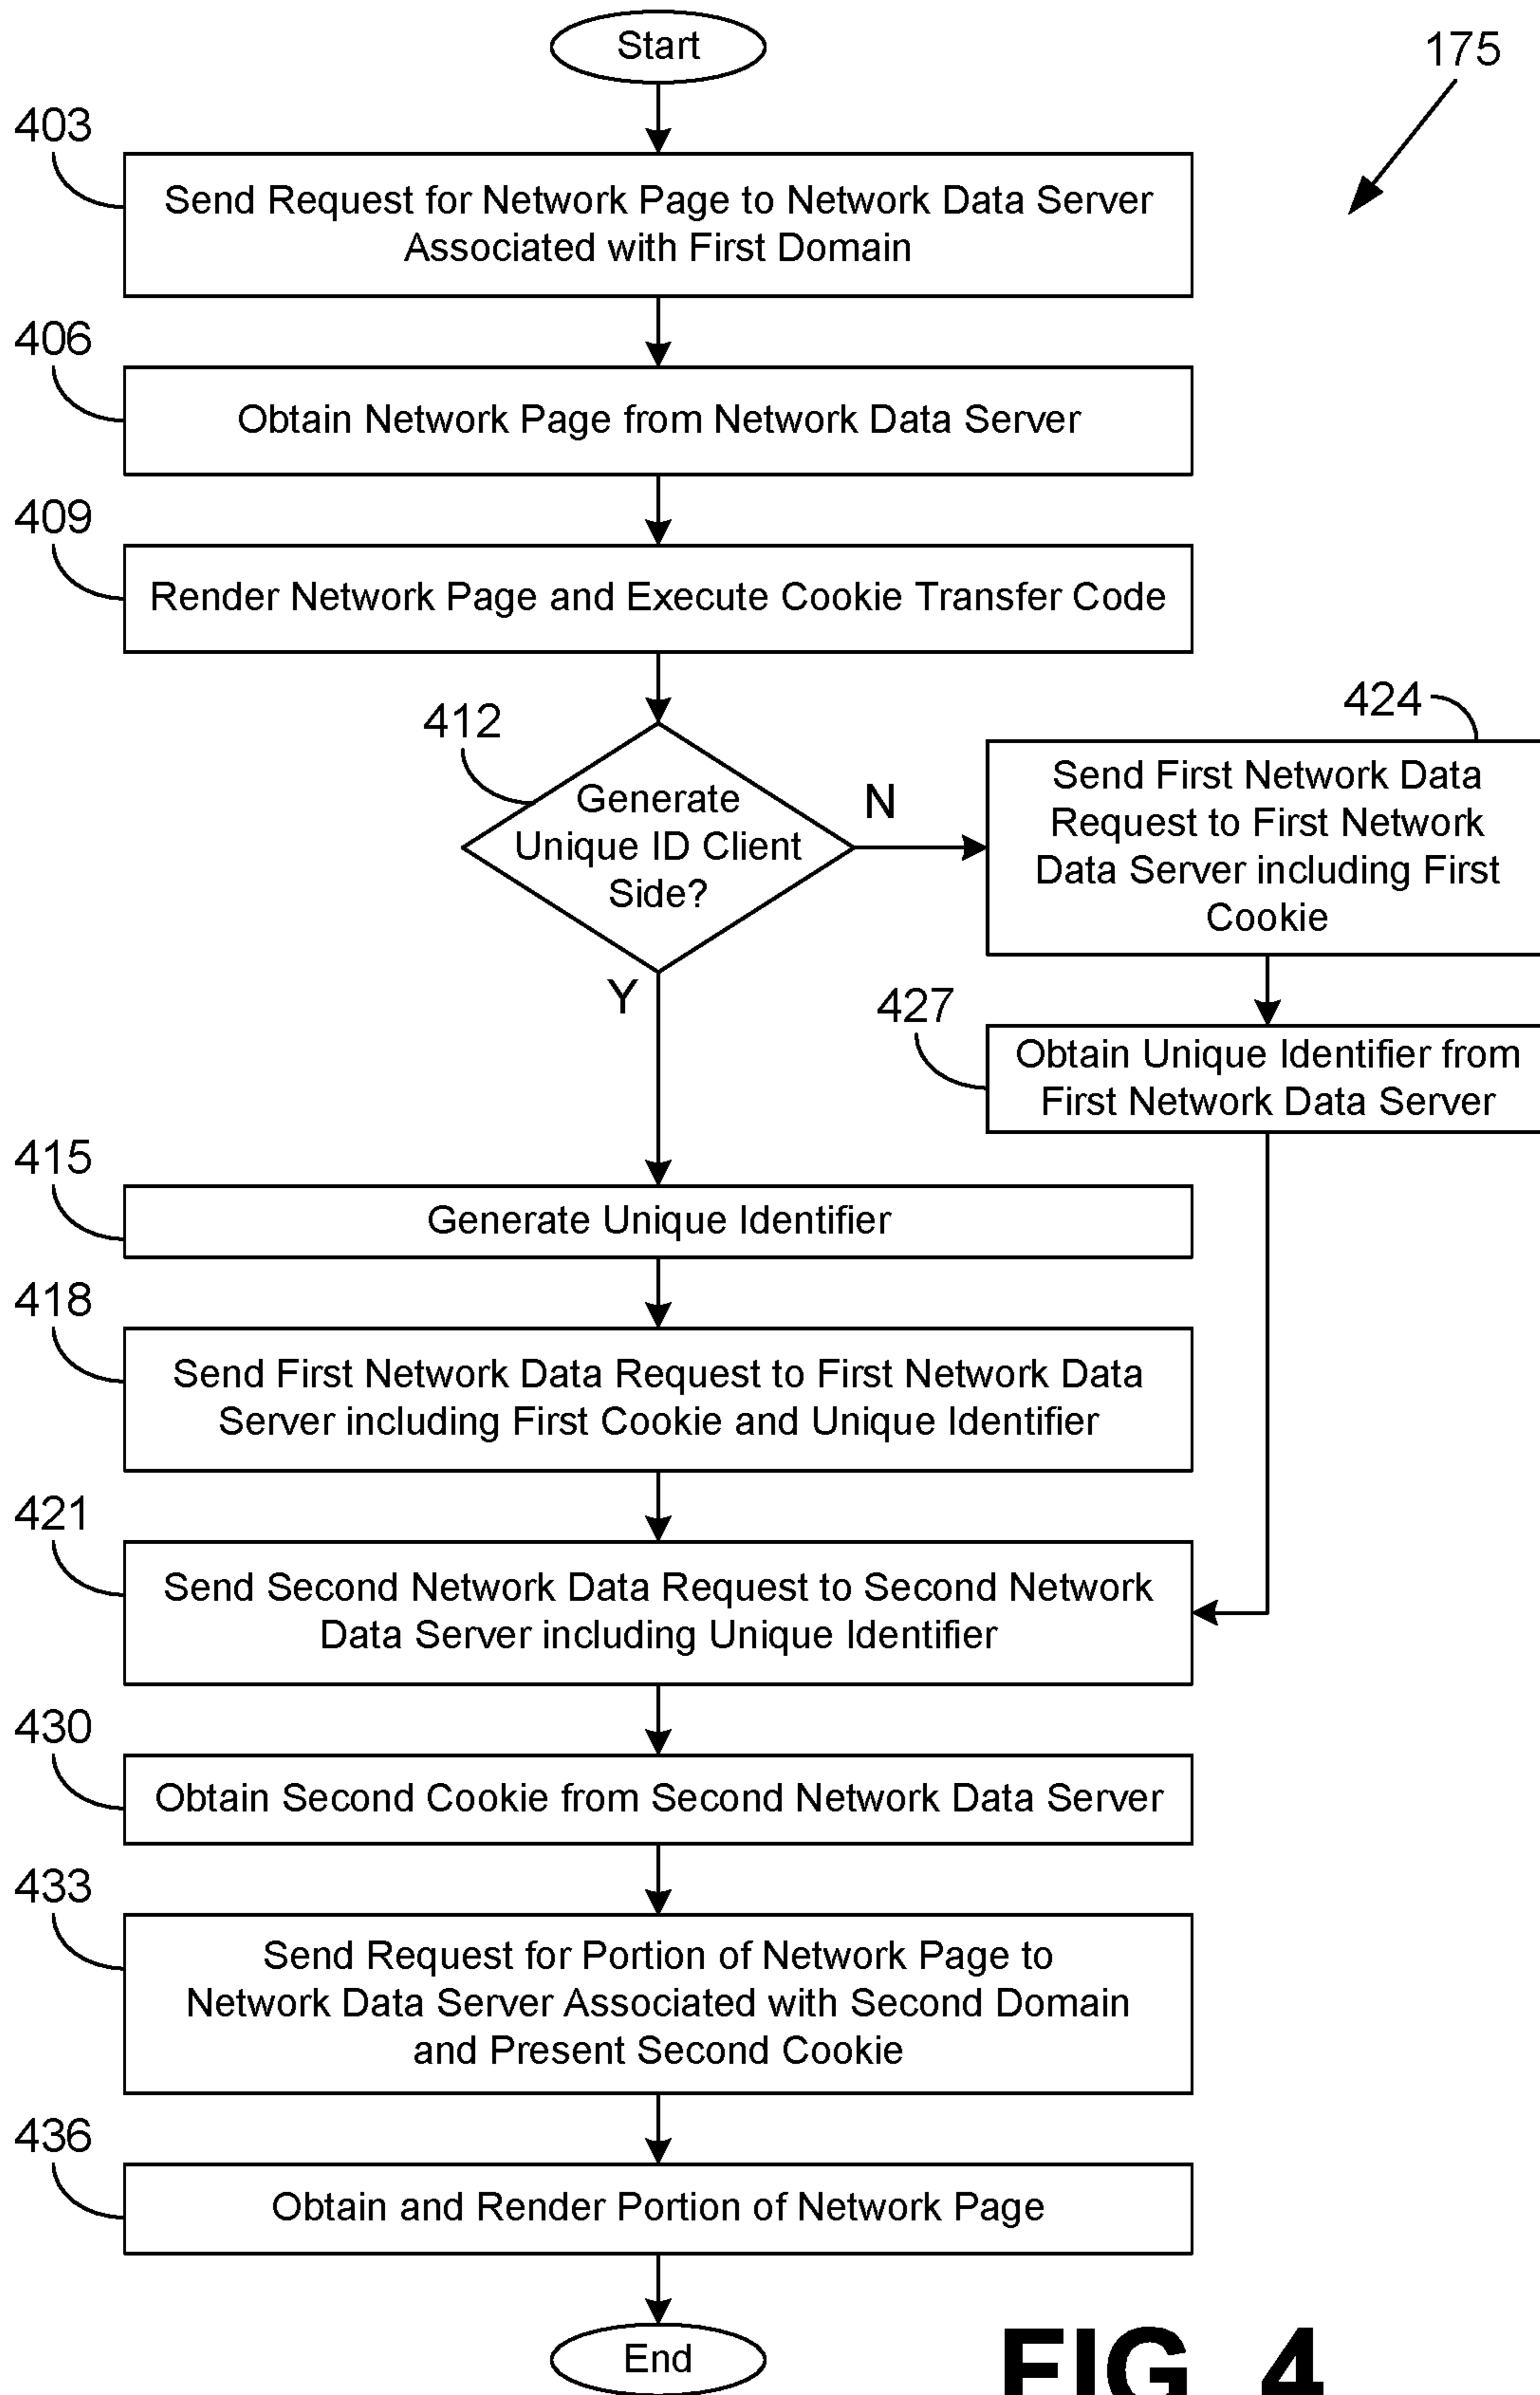 Start
175
403
Send Request for Network Page to Network Data Server
Associated with First Domain
406
Obtain Network Page from Network Data Server
409
Render Network Page and Execute Cookie Transfer Code
412
Generate
Unique ID Client
Side?
N
Y
424
Send First Network Data
Request to First Network
Data Server including First
Cookie
427
Obtain Unique Identifier from
First Network Data Server
415
Generate Unique Identifier
418
Send First Network Data Request to First Network Data
Server including First Cookie and Unique Identifier
421
Send Second Network Data Request to Second Network
Data Server including Unique Identifier
430
Obtain Second Cookie from Second Network Data Server
433
Send Request for Portion of Network Page to
Network Data Server Associated with Second Domain
and Present Second Cookie
436
Obtain and Render Portion of Network Page
End
FIG. 4